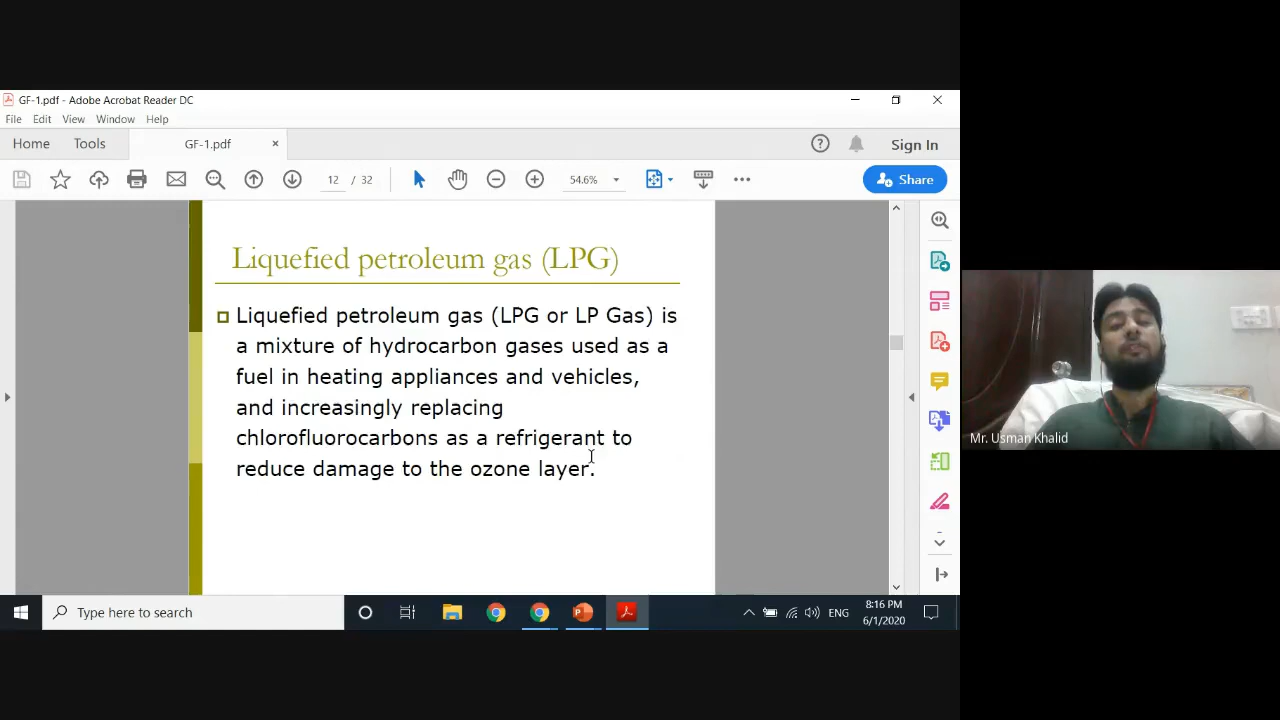 GF-1.pdf - Adobe Acrobat Reader DC
File Edit View Window Help
Home Tools GF-1.pdf × Sign In
12 / 32 54.6% Share
Liquefied petroleum gas (LPG)
Liquefied petroleum gas (LPG or LP Gas) is
a mixture of hydrocarbon gases used as a
fuel in heating appliances and vehicles,
and increasingly replacing
chlorofluorocarbons as a refrigerant to
reduce damage to the ozone layer.
Mr. Usman Khalid
Type here to search
ENG
8:16 PM
6/1/2020